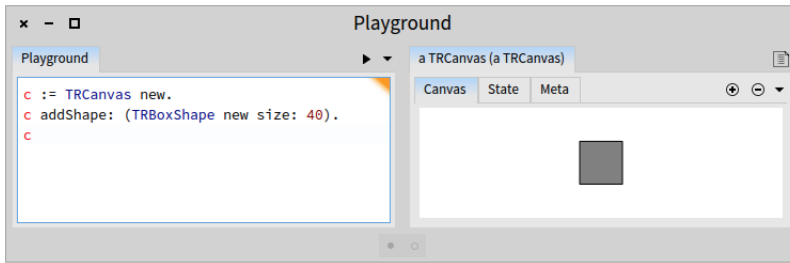 Playground
Playground
c := TRCanvas new.
c addShape: (TRBoxShape new size: 40).
c
a TRCanvas (a TRCanvas)
Canvas State Meta